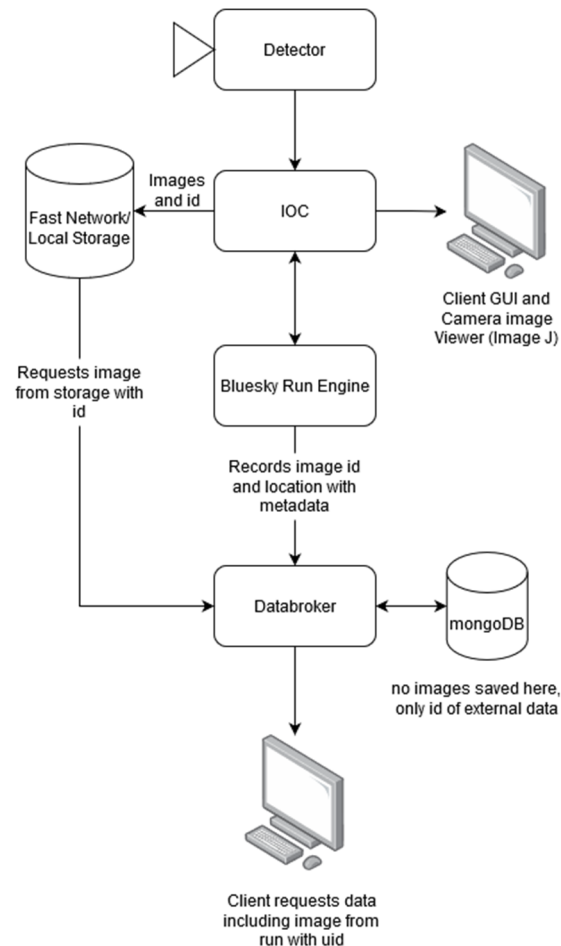 Detector
Images
and id
IOC
Fast Network/
Local Storage
Client GUI and
Camera image
Viewer (Image J)
Requests image
from storage with
id
Bluesky Run Engine
Records image id
and location with
metadata
Databroker
mongoDB
no images saved here,
only id of external data
Client requests data
including image from
run with uid